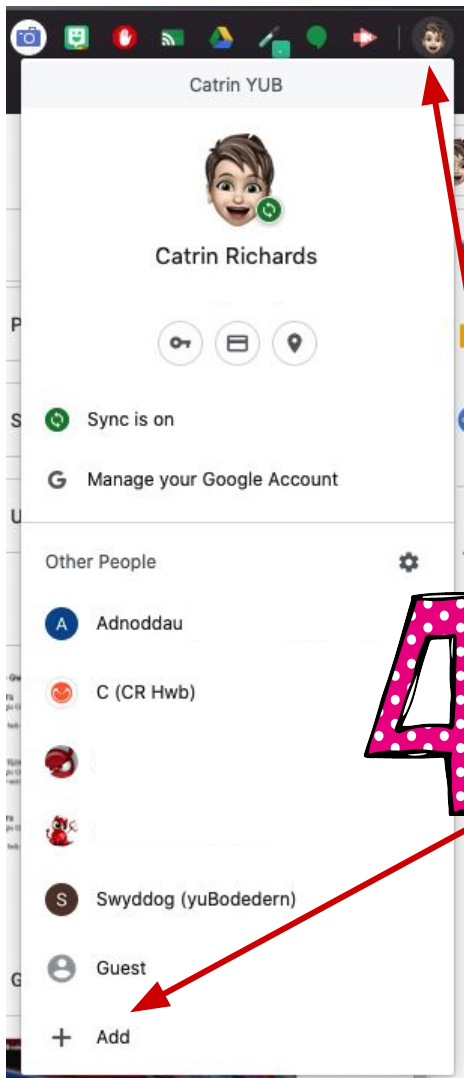 Catrin YUB
Catrin Richards
P
S
Sync is on
G Manage your Google Account
U
Other People
A Adnoddau
4
C (CR Hwb)
S Swyddog (yuBodedern)
Guest
G
+ Add